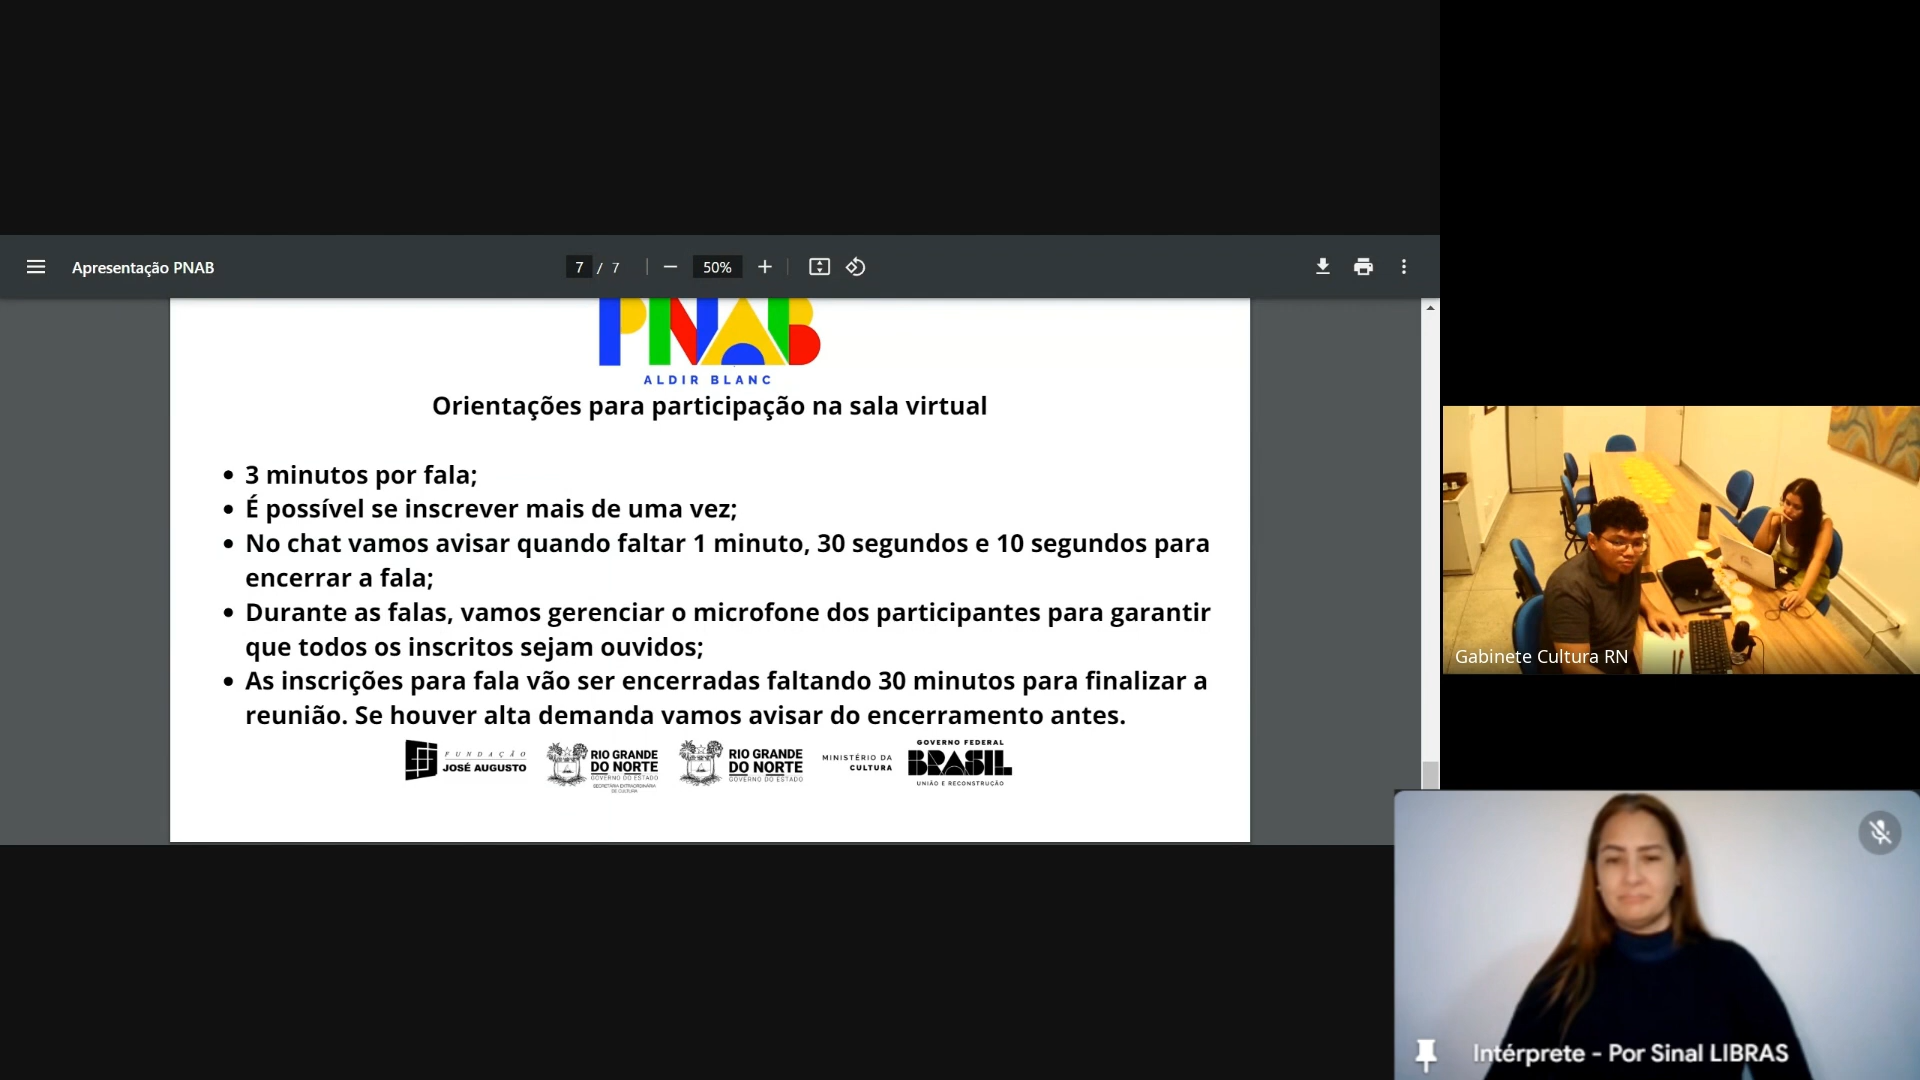 Apresentação PNAB
7 / 7
50%
PNAB
ALDIR BLANC
Orientações para participação na sala virtual
• 3 minutos por fala;
• É possível se inscrever mais de uma vez;
• No chat vamos avisar quando faltar 1 minuto, 30 segundos e 10 segundos para
encerrar a fala;
• Durante as falas, vamos gerenciar o microfone dos participantes para garantir
que todos os inscritos sejam ouvidos;
• As inscrições para fala vão ser encerradas faltando 30 minutos para finalizar a
reunião. Se houver alta demanda vamos avisar do encerramento antes.
FUNDAÇÃO
JOSÉ AUGUSTO
RIO GRANDE
DO NORTE
GOVERNO DO ESTADO
SECRETARIA EXTRAORDINÁRIA
DE CULTURA
RIO GRANDE
DO NORTE
GOVERNO DO ESTADO
MINISTÉRIO DA
CULTURA
GOVERNO FEDERAL
BRASIL
UNIÃO E RECONSTRUÇÃO
Gabinete Cultura RN
Intérprete - Por Sinal LIBRAS